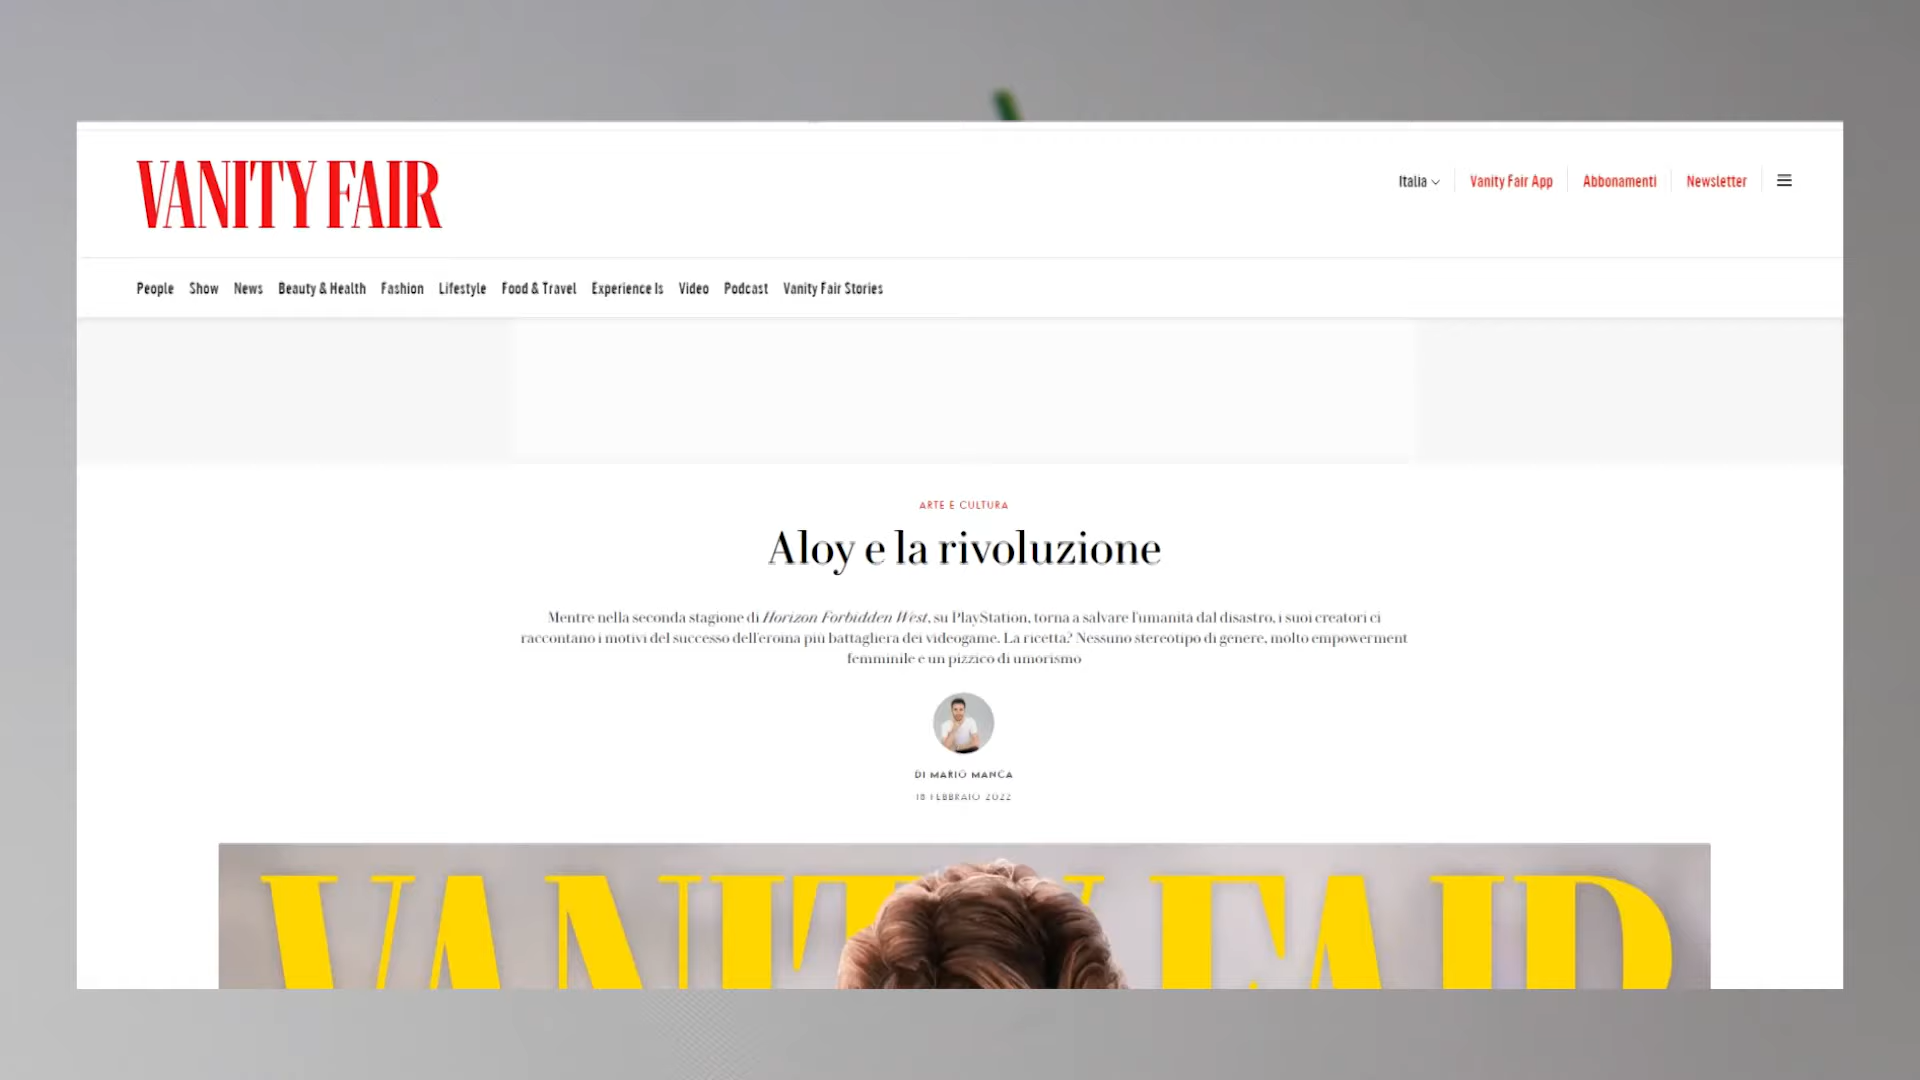 VANITY FAIR
Italia
Vanity Fair App
Abbonamenti
Newsletter
People Show News Beauty & Health Fashion Lifestyle Food & Travel Experience Is Video Podcast Vanity Fair Stories
ARTE E CULTURA
Aloy e la rivoluzione
Mentre nella seconda stagione di Horizon Forbidden West, su PlayStation, torna a salvare l'umanità dal disastro, i suoi creatori ci
raccontano i motivi del successo dell'eroina più battagliera dei videogame. La ricetta? Nessuno stereotipo di genere, molto empowerment
femminile e un pizzico di umorismo
DI MARIO MANCA
18 FEBBRAIO 2022
VANITY FAIR